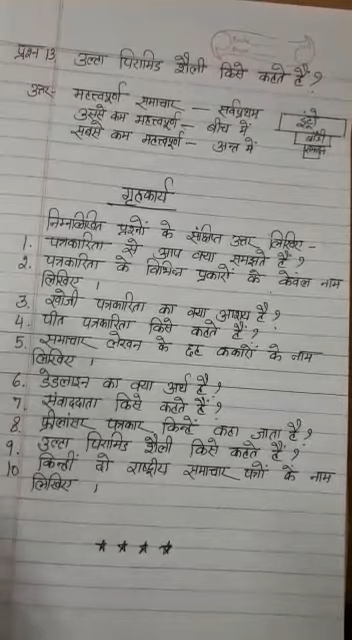 प्रश्न 13 उल्टा पिरामिड शैली किसे कहते हैं ?
उत्तर- महत्त्वपूर्ण समाचार — सर्वप्रथम
उससे कम महत्त्वपूर्ण — बीच में
सबसे कम महत्त्वपूर्ण — अन्त में
इंट्रो
बॉडी
गृहकार्य
निम्नलिखित प्रश्नों के संक्षिप्त उत्तर लिखिए -
1. पत्रकारिता से आप क्या समझते हैं ?
2. पत्रकारिता के विभिन्न प्रकारों के केवल नाम
लिखिए ।
3. खोजी पत्रकारिता का क्या आशय है ?
4. पीत पत्रकारिता किसे कहते हैं ?
5. समाचार लेखन के छह ककारों के नाम
लिखिए ।
6. डेडलाइन का क्या अर्थ है ?
7. संवाददाता किसे कहते हैं ?
8 फ्रीलांसर पत्रकार किन्हें कहा जाता है ?
9. उल्टा पिरामिड शैली किसे कहते हैं ?
10 किन्हीं दो राष्ट्रीय समाचार पत्रों के नाम
लिखिए ।